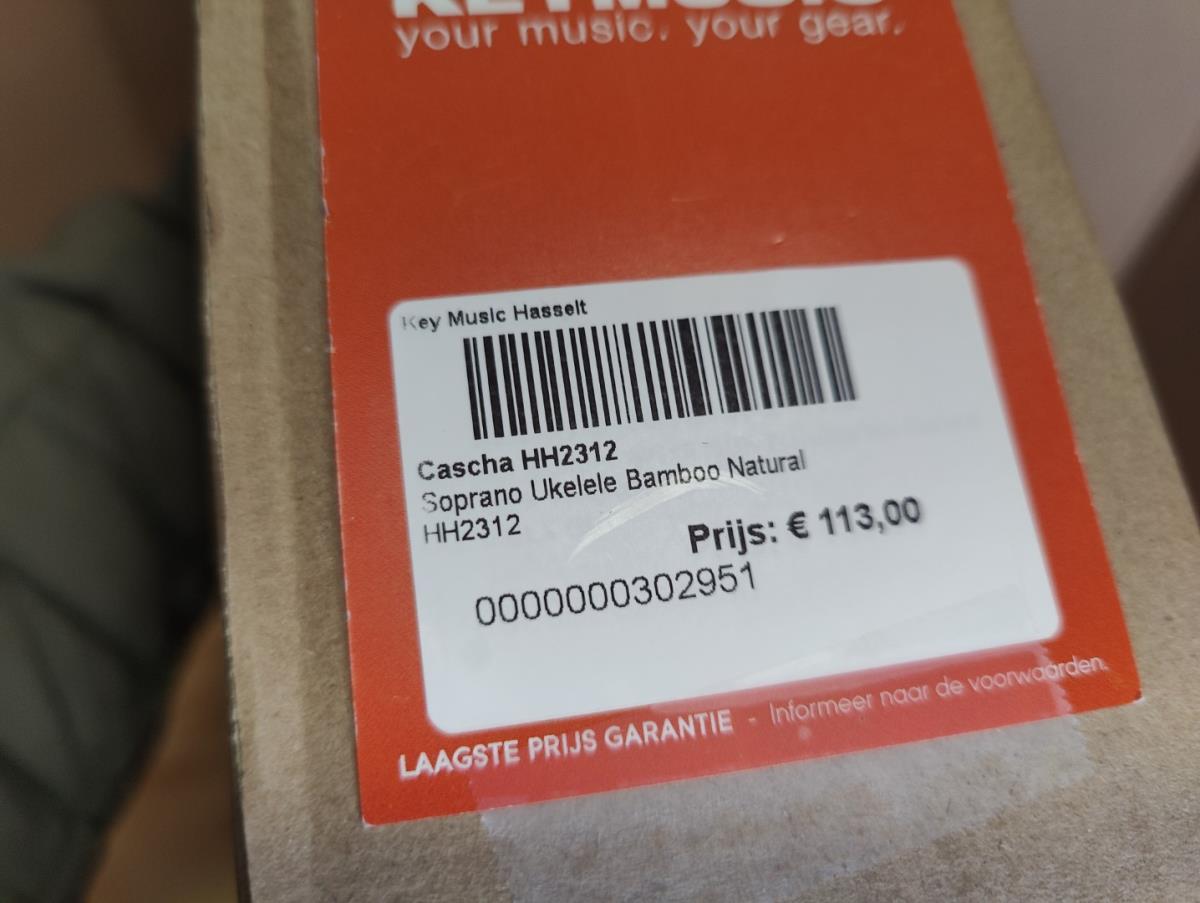 KEYMUSIC
your music. your gear.
Key Music Hasselt
Cascha HH2312
Soprano Ukelele Bamboo Natural
HH2312
Prijs: € 113,00
0000000302951
LAAGSTE PRIJS GARANTIE - Informeer naar de voorwaarden.